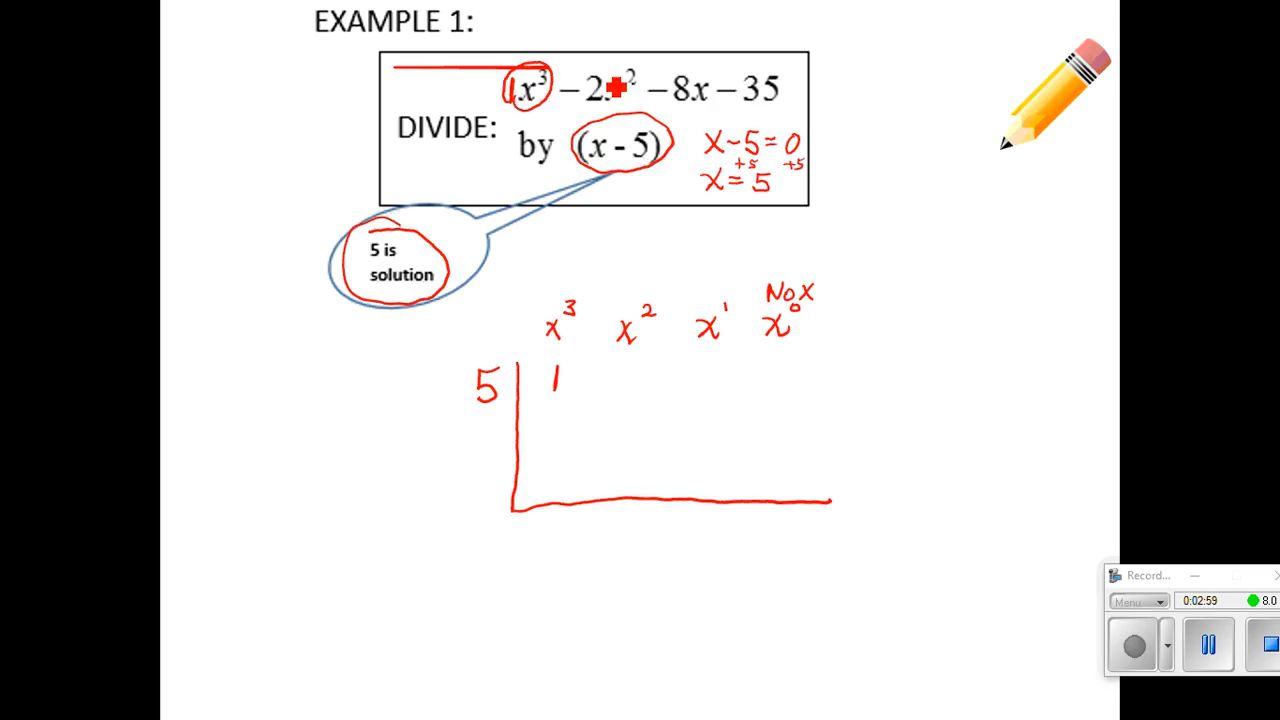 EXAMPLE 1:
1x³ – 2x² – 8x – 35
DIVIDE:
by (x - 5)
x – 5 = 0
+5 +5
x = 5
5 is
solution
No x
x³ x² x¹ x⁰
5 1
Record...
Menu 0:02:59 8.0